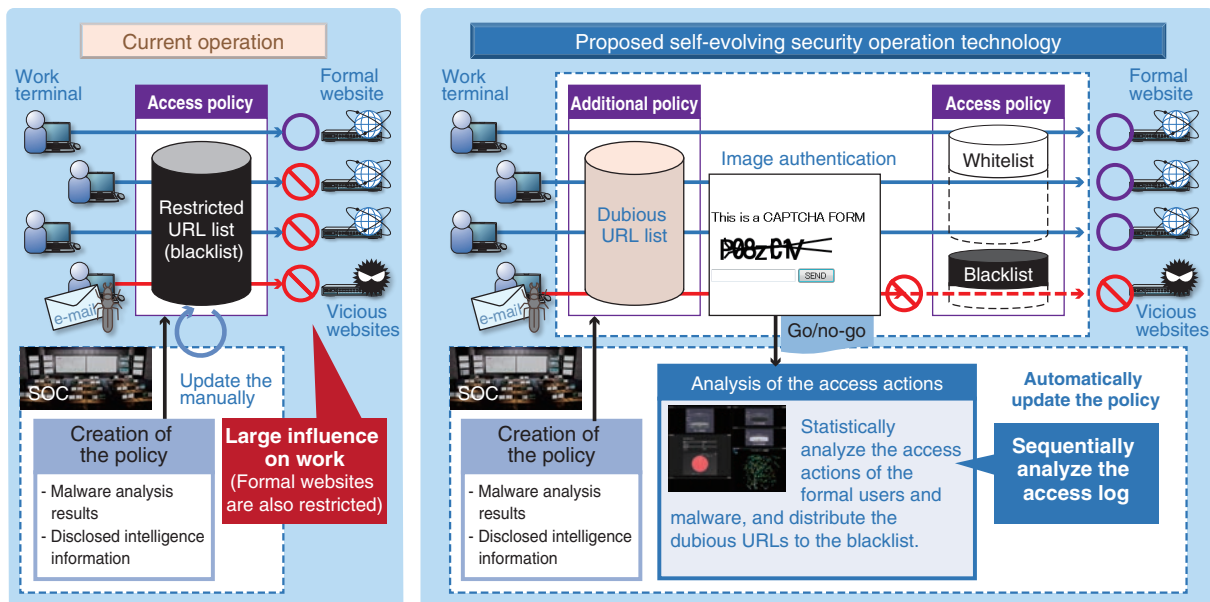 Current operation
Work
terminal
Formal
website
Access policy
Restricted
URL list
(blacklist)
e-mail
Vicious
websites
SOC
Update the
manually
Creation of
the policy
- Malware analysis
results
- Disclosed intelligence
information
Large influence
on work
(Formal websites
are also restricted)
Proposed self-evolving security operation technology
Work
terminal
Formal
website
Additional policy
Access policy
Image authentication
Whitelist
Dubious
URL list
This is a CAPTCHA FORM
D08zC1V
SEND
Blacklist
e-mail
Vicious
websites
Go/no-go
SOC
Creation of
the policy
- Malware analysis
results
- Disclosed intelligence
information
Analysis of the access actions
Statistically
analyze the access
actions of the
formal users and
malware, and distribute the
dubious URLs to the blacklist.
Automatically
update the policy
Sequentially
analyze the
access log